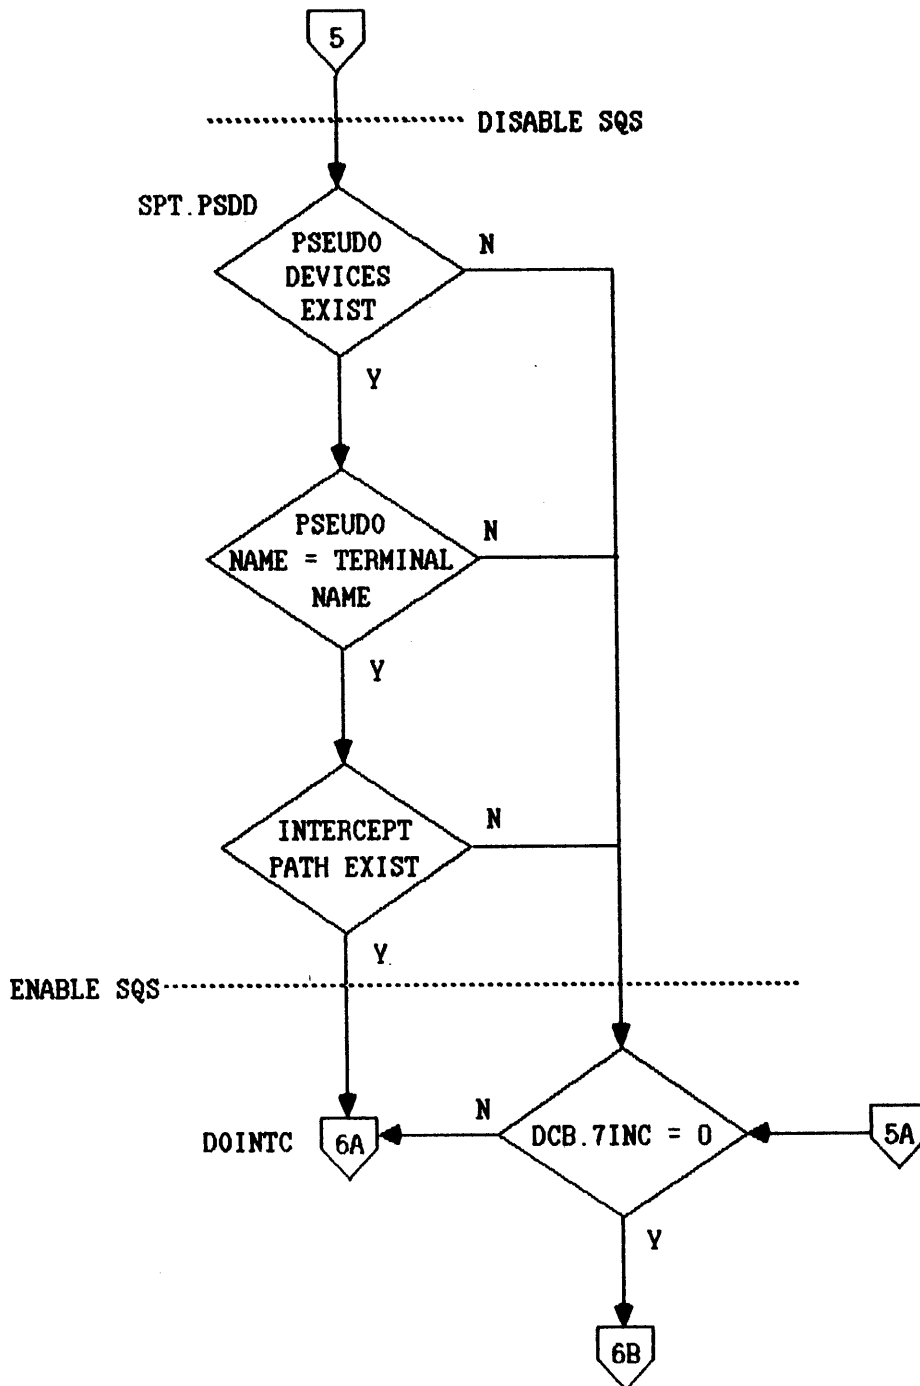 5
DISABLE SQS
SPT.PSDD
PSEUDO
DEVICES
EXIST
N
Y
PSEUDO
NAME = TERMINAL
NAME
N
Y
INTERCEPT
PATH EXIST
N
Y
ENABLE SQS
DOINTC
6A
N
DCB.7INC = 0
5A
Y
6B